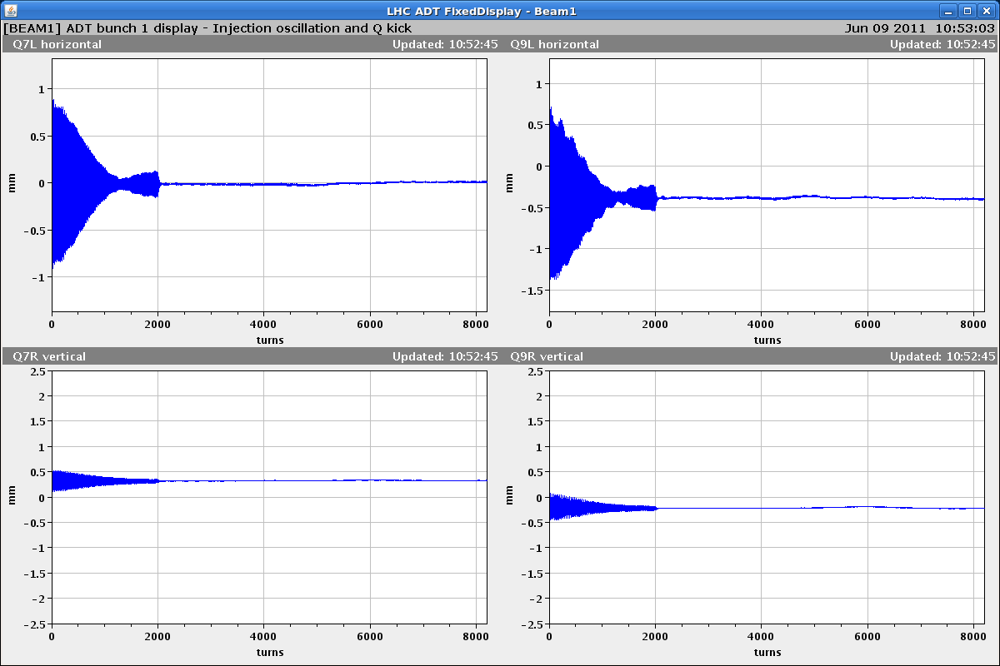 LHC ADT FixedDisplay - Beam1
[BEAM1] ADT bunch 1 display - Injection oscillation and Q kick Jun 09 2011 10:53:03
Q7L horizontal Updated: 10:52:45 Q9L horizontal Updated: 10:52:45
1
0.5
0
-0.5
-1
mm
0 2000 4000 6000 8000
turns
1
0.5
0
-0.5
-1
-1.5
mm
0 2000 4000 6000 8000
turns
Q7R vertical Updated: 10:52:45 Q9R vertical Updated: 10:52:45
2.5
2
1.5
1
0.5
0
-0.5
-1
-1.5
-2
-2.5
mm
0 2000 4000 6000 8000
turns
2.5
2
1.5
1
0.5
0
-0.5
-1
-1.5
-2
-2.5
mm
0 2000 4000 6000 8000
turns